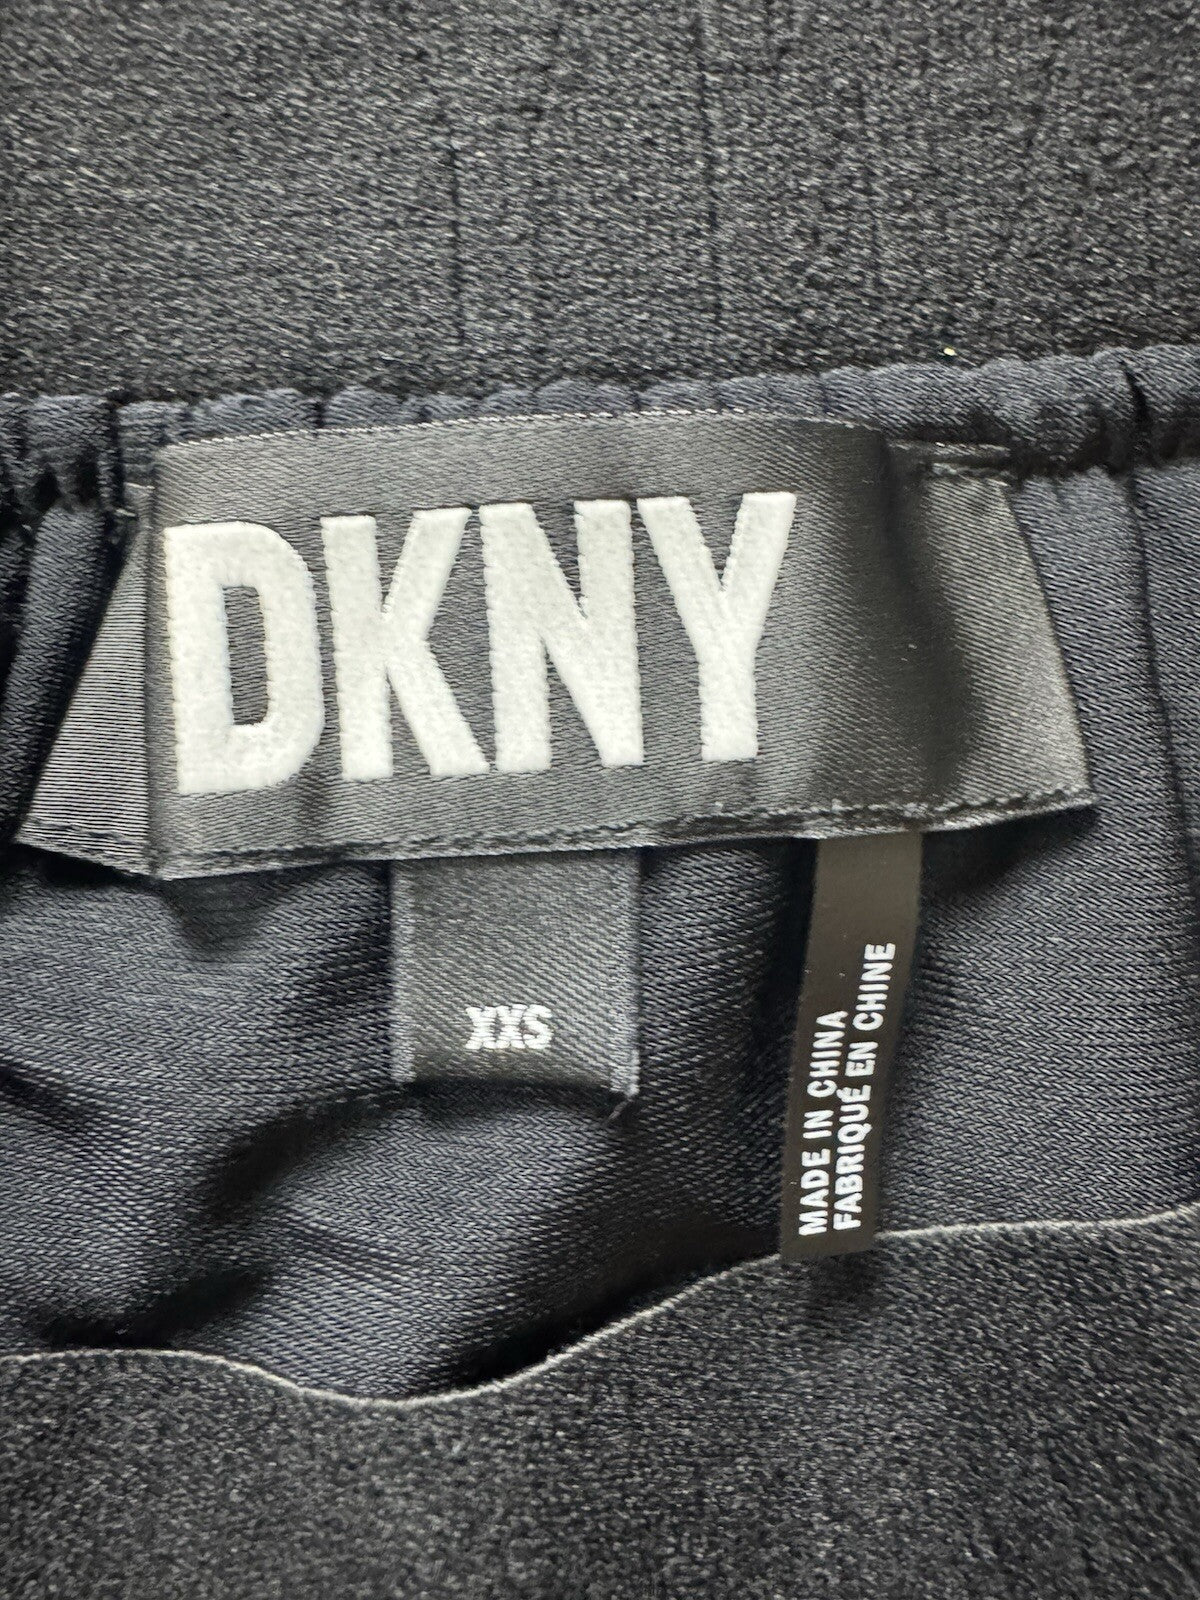 DKNY
XXS
MADE IN CHINA
FABRIQUÉ EN CHINE